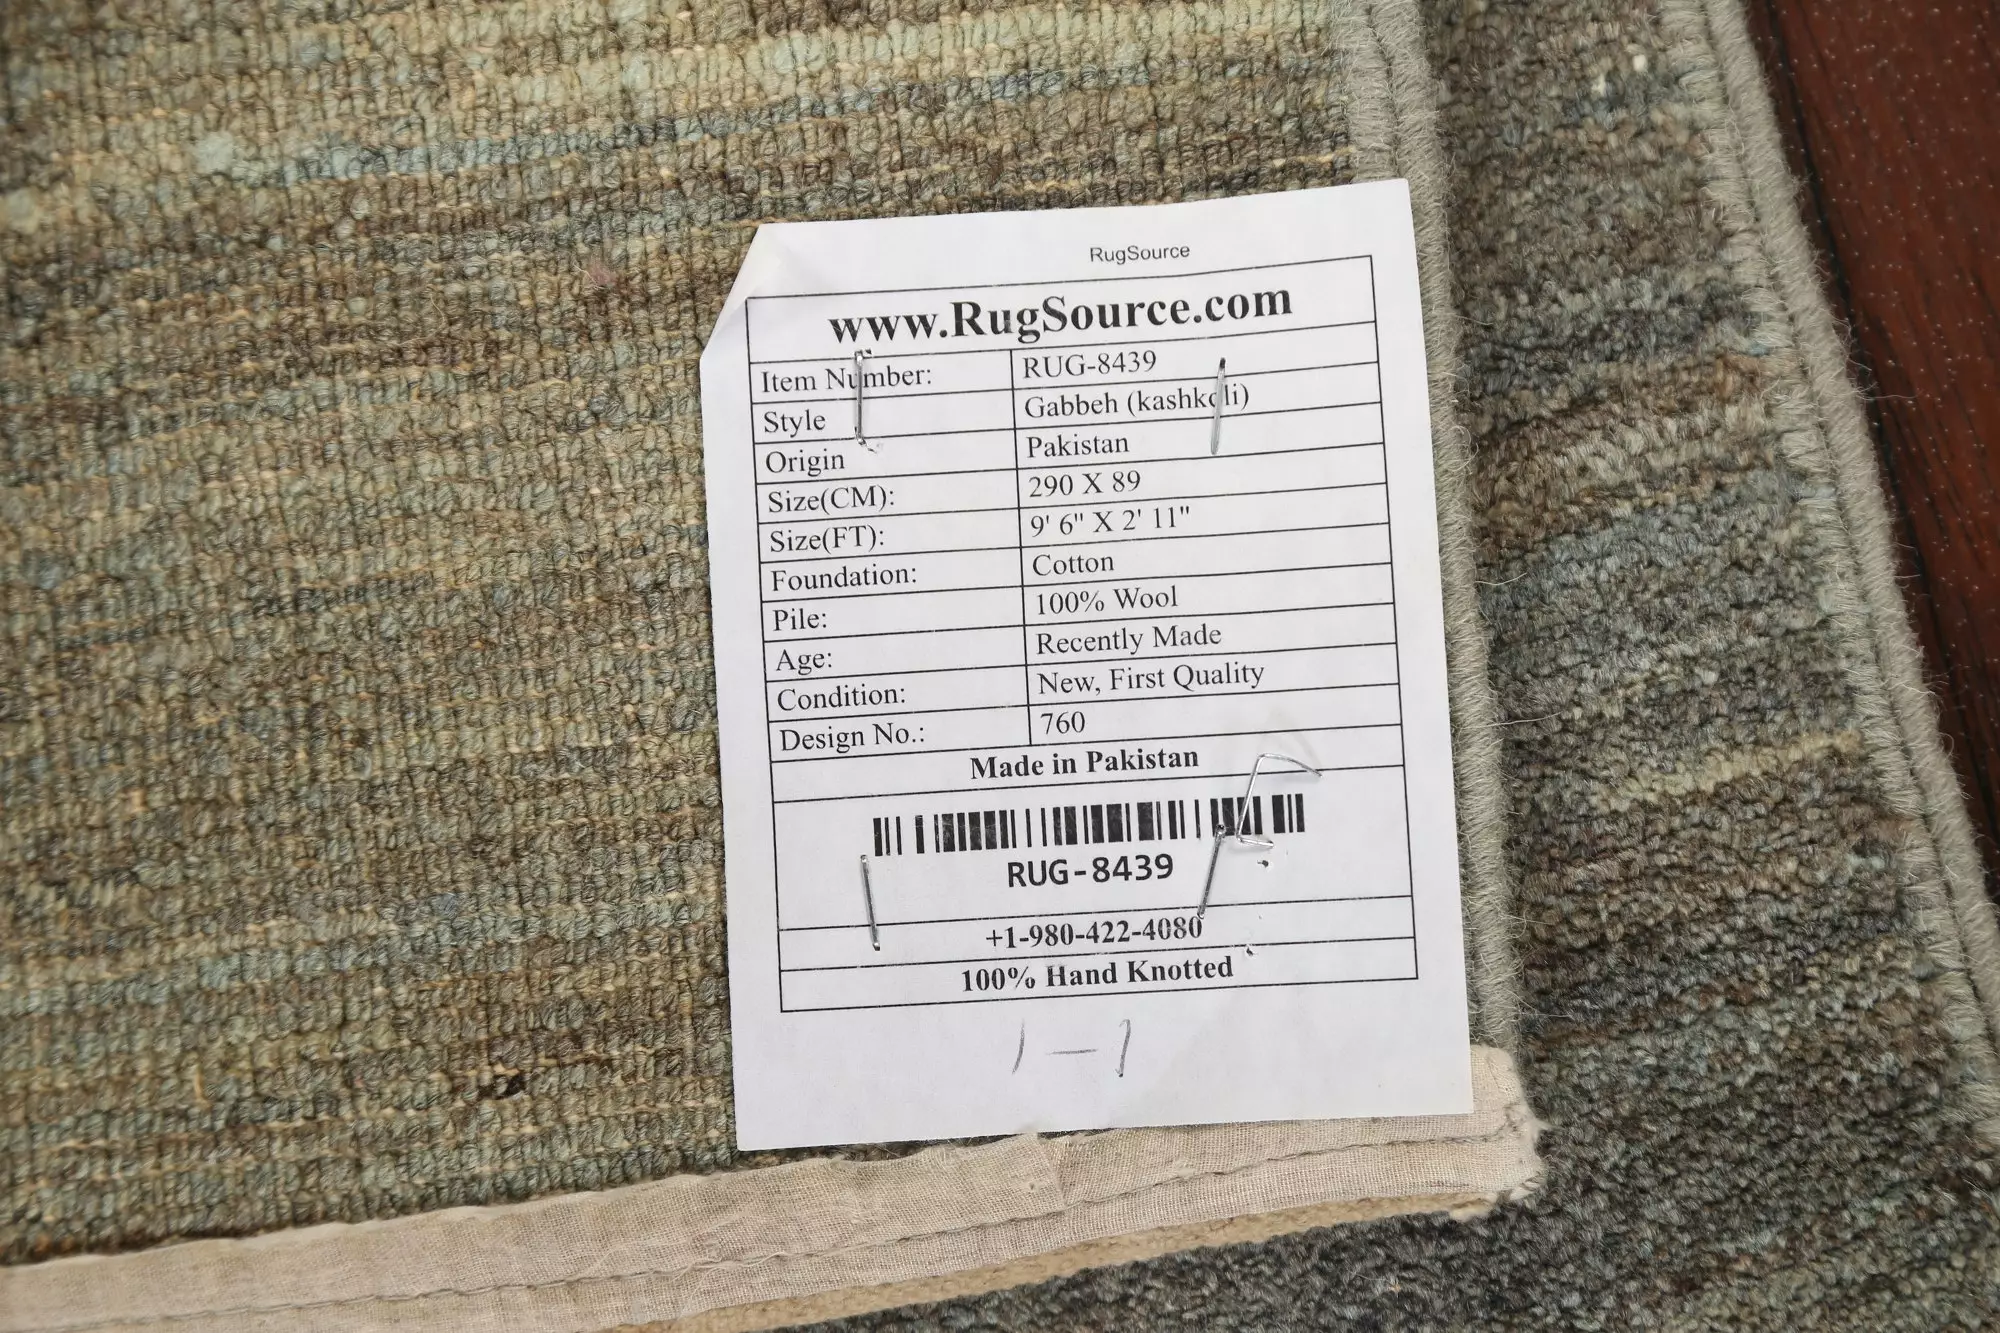 RugSource
www.RugSource.com
Item Number: RUG-8439
Style Gabbeh (kashkoli)
Origin Pakistan
Size(CM): 290 X 89
Size(FT): 9' 6" X 2' 11"
Foundation: Cotton
Pile: 100% Wool
Age: Recently Made
Condition: New, First Quality
Design No.: 760
Made in Pakistan
RUG-8439
+1-980-422-4080
100% Hand Knotted
1-1